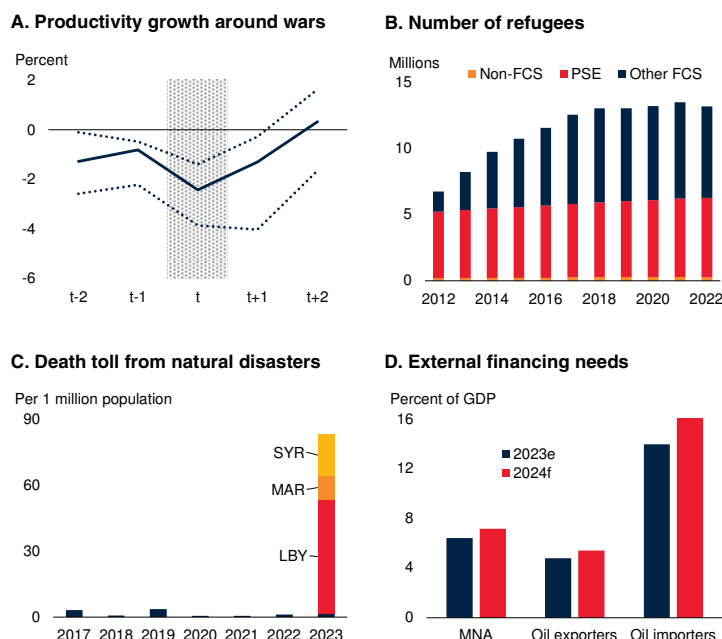 A. Productivity growth around wars
Percent
2
0
-2
-4
-6
t-2 t-1 t t+1 t+2
B. Number of refugees
Millions
Non-FCS PSE Other FCS
15
10
5
0
2012 2014 2016 2018 2020 2022
C. Death toll from natural disasters
Per 1 million population
90
60
30
0
SYR
MAR
LBY
2017 2018 2019 2020 2021 2022 2023
D. External financing needs
Percent of GDP
16
12
8
4
0
2023e
2024f
MNA Oil exporters Oil importers